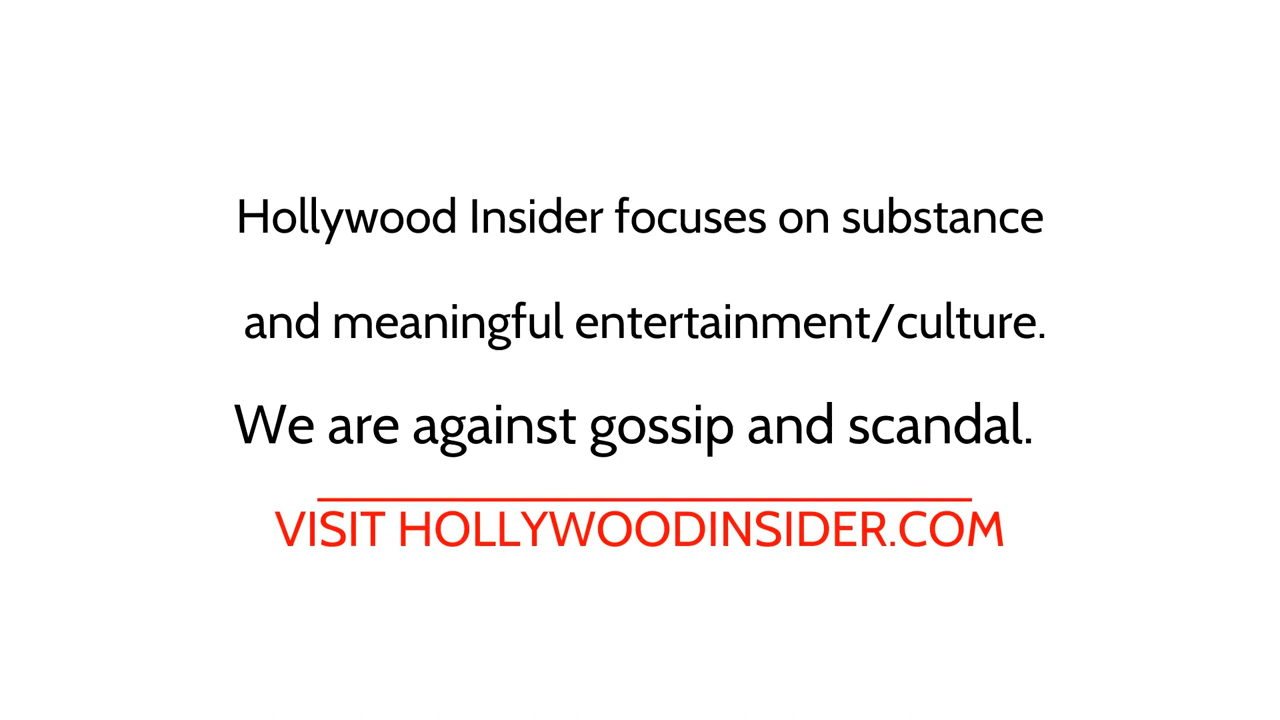 Hollywood Insider focuses on substance
and meaningful entertainment/culture.
We are against gossip and scandal.
VISIT HOLLYWOODINSIDER.COM